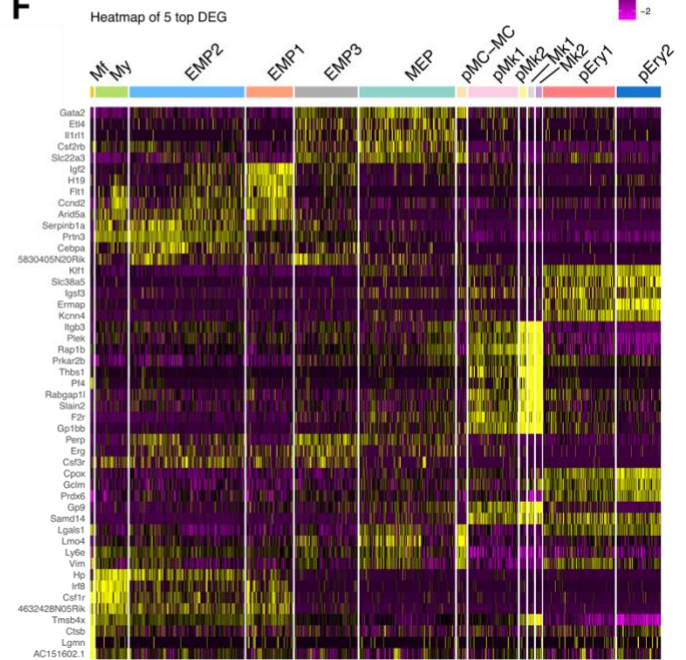 F
Heatmap of 5 top DEG
−2
Mf My EMP2 EMP1 EMP3 MEP pMC−MC pMk1 pMk2 Mk1 Mk2 pEry1 pEry2
Gata2
Etl4
Il1rl1
Csf2rb
Slc22a3
Igf2
H19
Flt1
Ccnd2
Arid5a
Serpinb1a
Prtn3
Cebpa
5830405N20Rik
Klf1
Slc38a5
Igsf3
Ermap
Kcnn4
Itgb3
Plek
Rap1b
Prkar2b
Thbs1
Pf4
Rabgap1l
Slain2
F2r
Gp1bb
Perp
Erg
Csf3r
Cpox
Gclm
Prdx6
Gp9
Samd14
Lgals1
Lmo4
Ly6e
Vim
Hp
Irf8
Csf1r
4632428N05Rik
Tmsb4x
Ctsb
Lgmn
AC151602.1